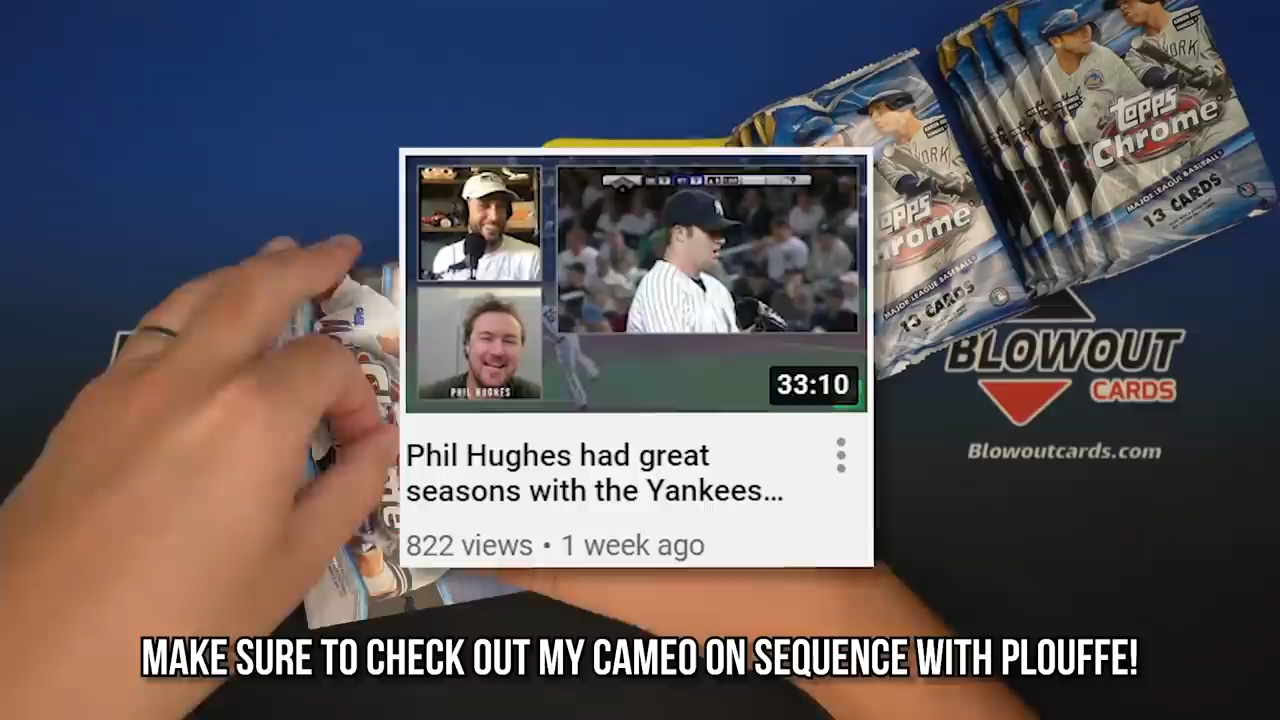 TOPPS
Chrome
MAJOR LEAGUE BASEBALL
13 CARDS
YORK
MAJOR LEAGUE BASEBALL
13 CARDS
BLOWOUT
CARDS
Blowoutcards.com
PHIL HUGHES
33:10
Phil Hughes had great
seasons with the Yankees...
822 views • 1 week ago
MAKE SURE TO CHECK OUT MY CAMEO ON SEQUENCE WITH PLOUFFE!